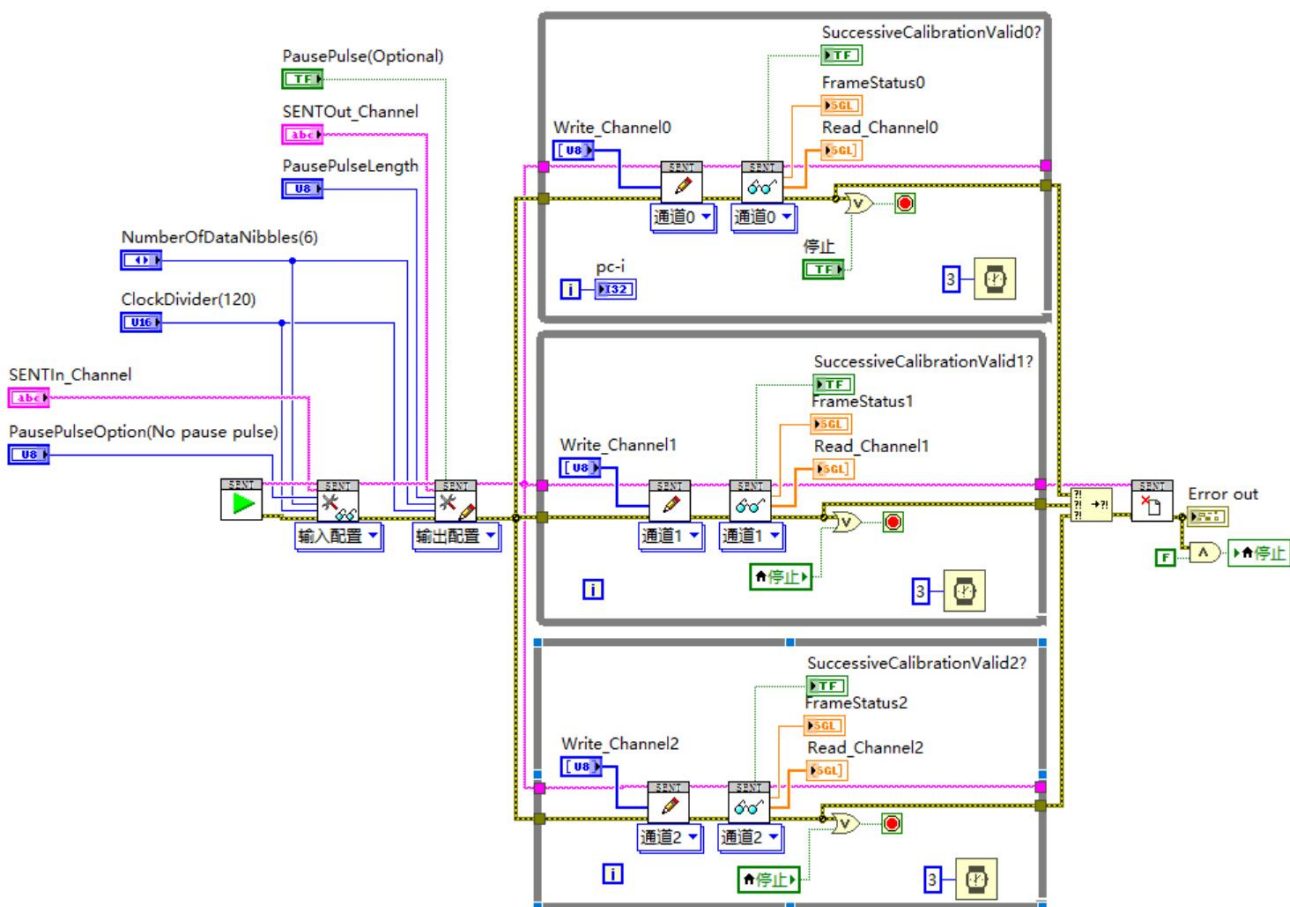 PausePulse(Optional)
TF
SENTOut_Channel
abc
PausePulseLength
U8
NumberOfDataNibbles(6)
ClockDivider(120)
U16
SENTIn_Channel
abc
PausePulseOption(No pause pulse)
U8
SENT
SENT
输入配置
SENT
输出配置
SuccessiveCalibrationValid0?
TF
FrameStatus0
SGL
Write_Channel0
Read_Channel0
[U8]
SGL]
SENT
SENT
通道0
通道0
V
停止
TF
pc-i
i
I32
3
SuccessiveCalibrationValid1?
TF
FrameStatus1
SGL
Write_Channel1
Read_Channel1
[U8]
SGL]
SENT
SENT
通道1
通道1
V
停止
i
3
SuccessiveCalibrationValid2?
TF
FrameStatus2
SGL
Write_Channel2
Read_Channel2
[U8]
SGL]
SENT
SENT
通道2
通道2
V
停止
i
3
?!
?!
?!
→?!
SENT
Error out
F
Λ
停止